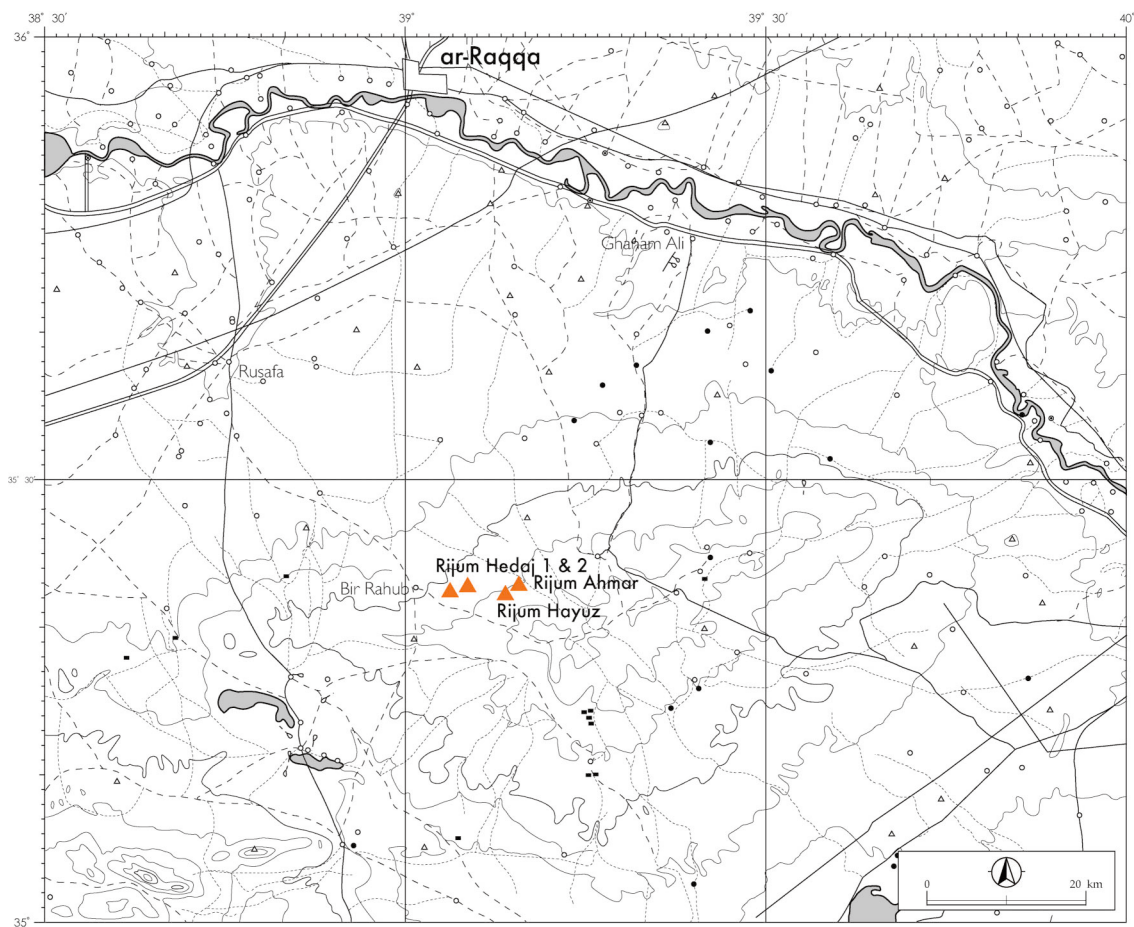 38° 30'
39°
39° 30'
40°
36°
ar-Raqqa
Ghanam Ali
Rusafa
35° 30'
Rijum Hedaj 1 & 2
Bir Rahub
Rijum Ahmar
Rijum Hayuz
0
20 km
35°